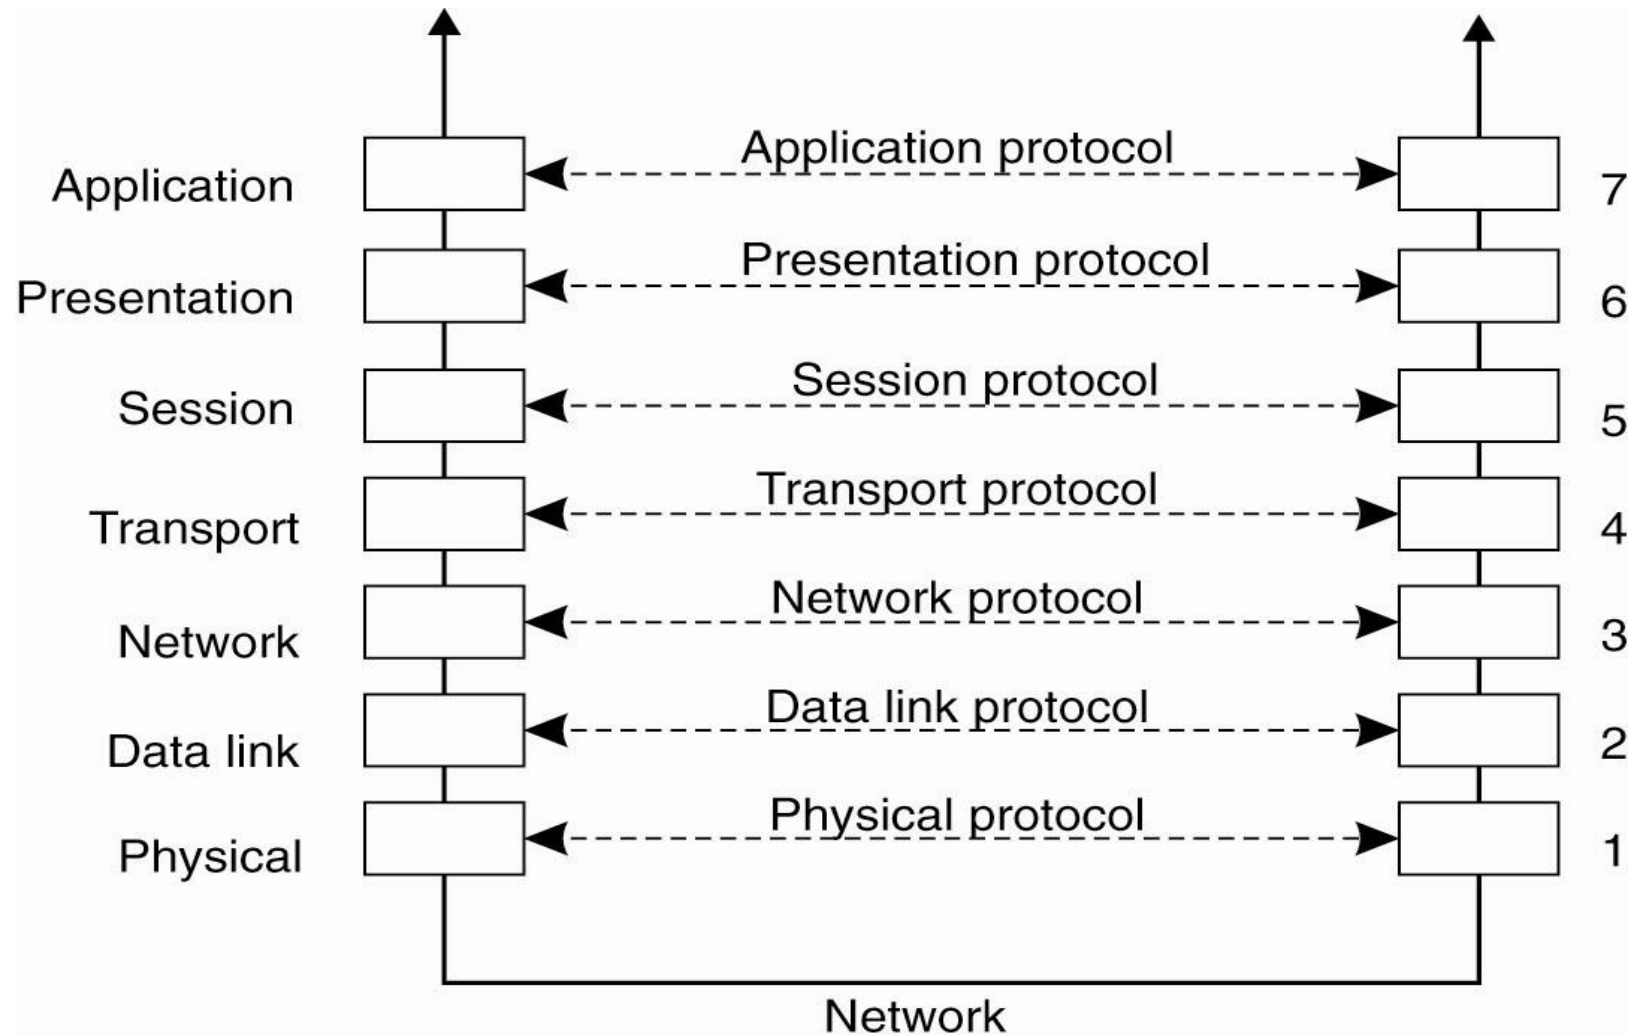 Application protocol
Application
7
Presentation protocol
Presentation
6
Session protocol
Session
5
Transport protocol
Transport
4
Network protocol
Network
3
Data link protocol
Data link
2
Physical protocol
Physical
1
Network